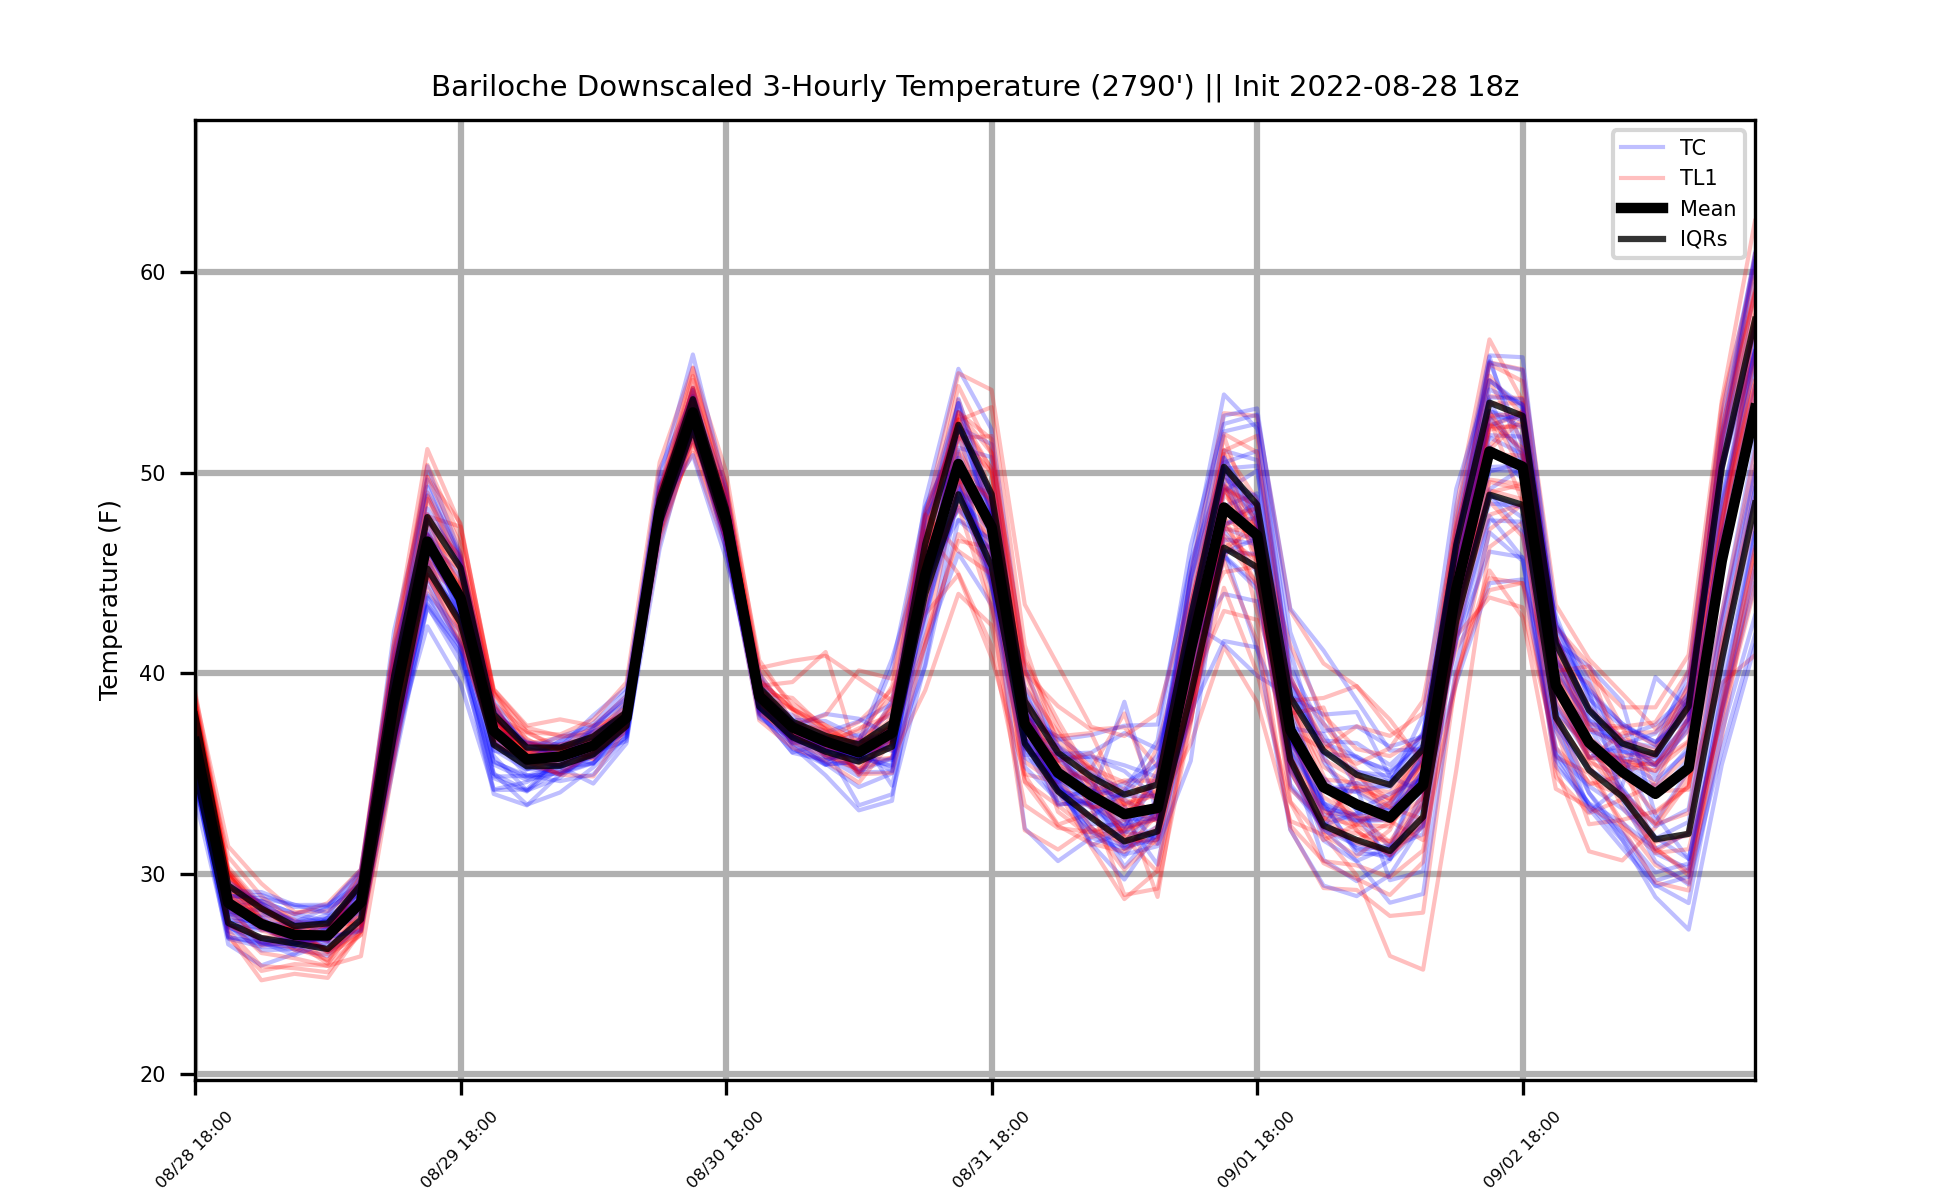 Bariloche Downscaled 3-Hourly Temperature (2790') || Init 2022-08-28 18z
TC
TL1
Mean
IQRs
Temperature (F)
60
50
40
30
20
08/28 18:00
08/29 18:00
08/30 18:00
08/31 18:00
09/01 18:00
09/02 18:00